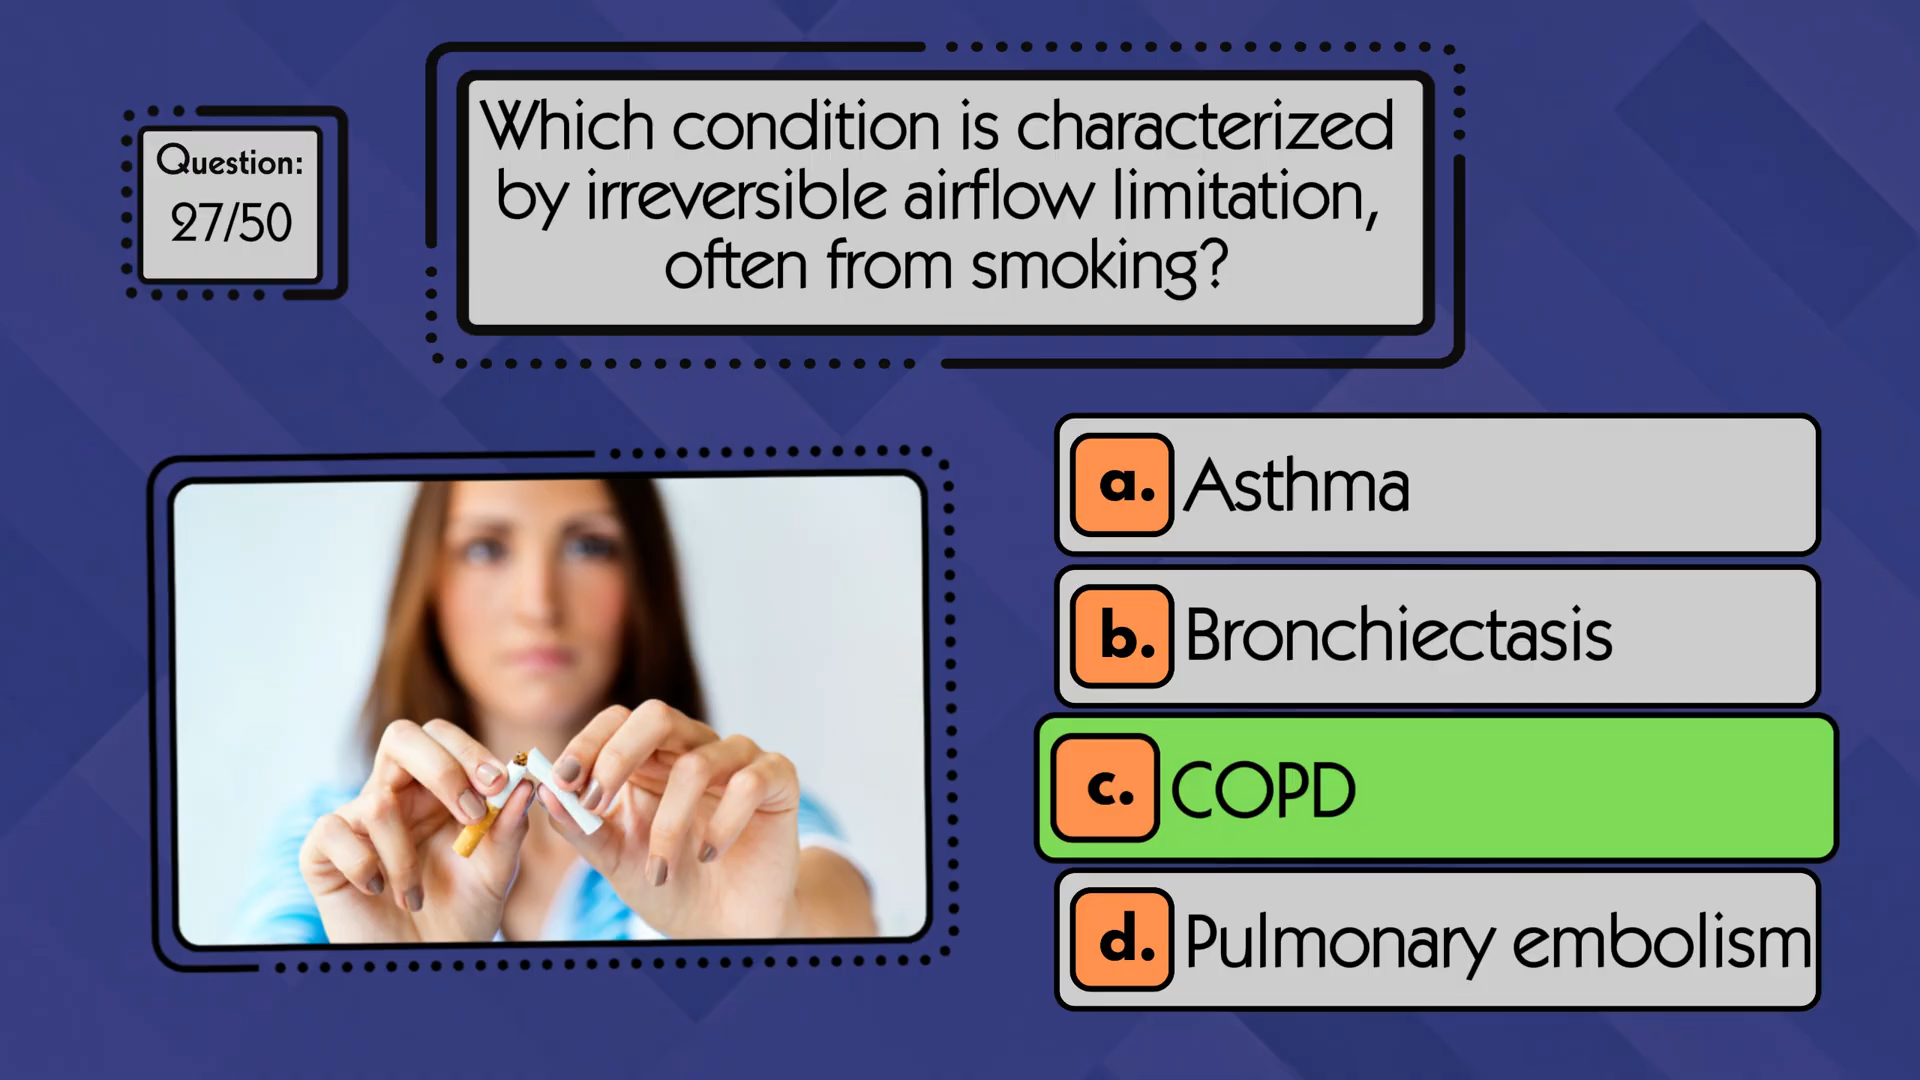 Question:
27/50
Which condition is characterized
by irreversible airflow limitation,
often from smoking?
a. Asthma
b. Bronchiectasis
c. COPD
d. Pulmonary embolism